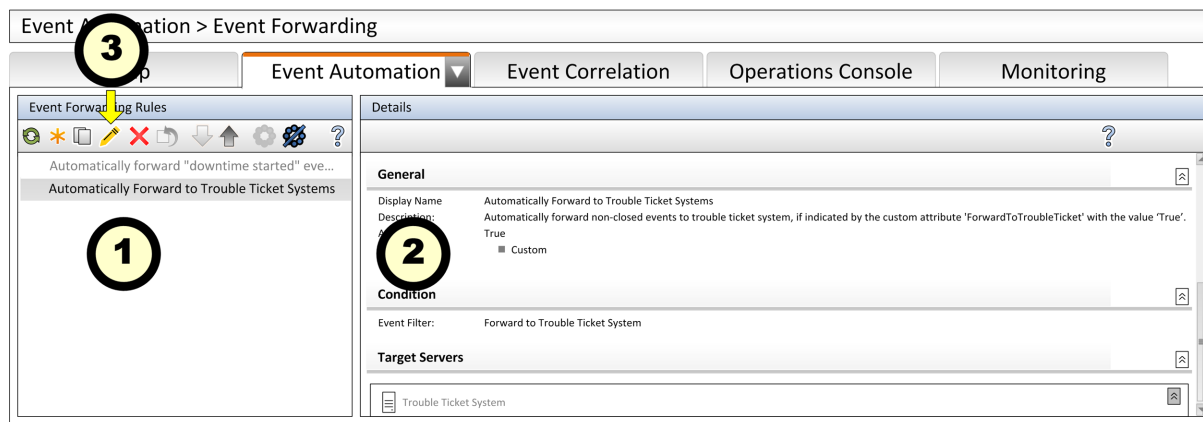 Event > Event Forwarding
3
Event Automation
Event Correlation
Operations Console
Monitoring
Event Forwarding Rules
Automatically forward "downtime started" eve...
Automatically Forward to Trouble Ticket Systems
1
Details
General
Display Name Automatically Forward to Trouble Ticket Systems
Description: Automatically forward non-closed events to trouble ticket system, if indicated by the custom attribute 'ForwardToTroubleTicket' with the value ‘True’.
True
Custom
2
Condition
Event Filter: Forward to Trouble Ticket System
Target Servers
Trouble Ticket System